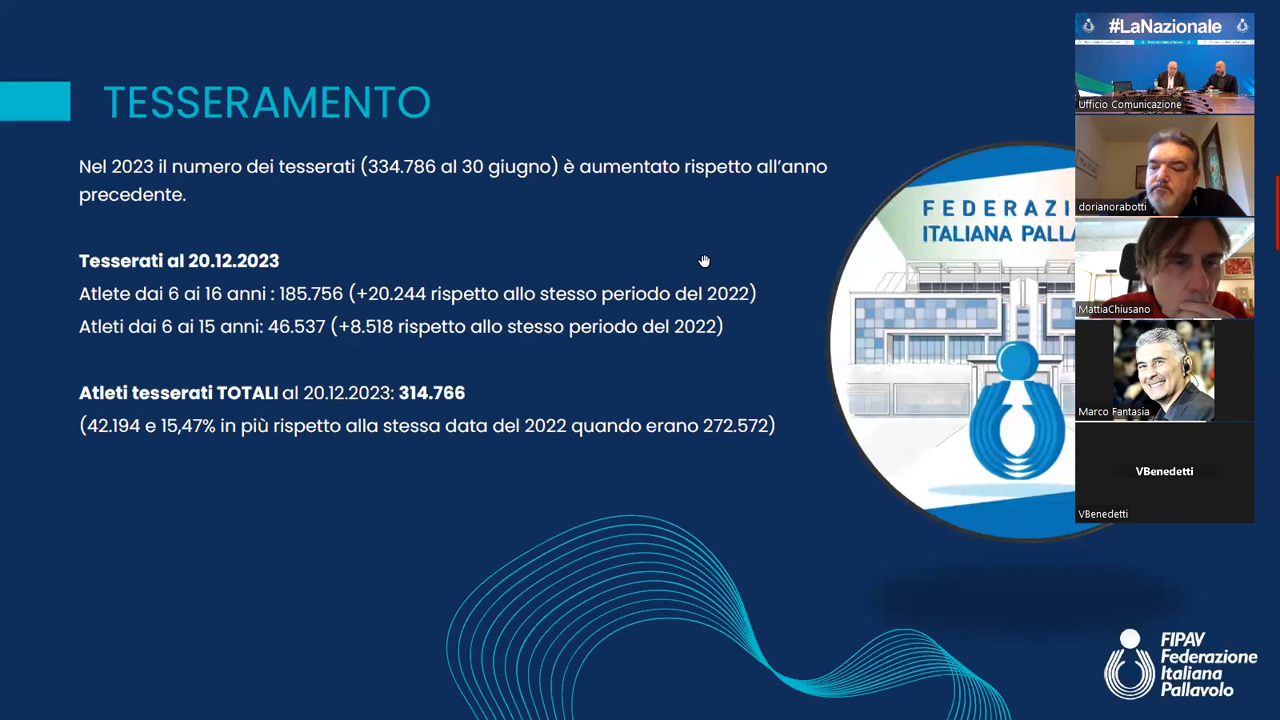 TESSERAMENTO
Nel 2023 il numero dei tesserati (334.786 al 30 giugno) è aumentato rispetto all'anno
precedente.
Tesserati al 20.12.2023
Atlete dai 6 ai 16 anni : 185.756 (+20.244 rispetto allo stesso periodo del 2022)
Atleti dai 6 ai 15 anni: 46.537 (+8.518 rispetto allo stesso periodo del 2022)
Atleti tesserati TOTALI al 20.12.2023: 314.766
(42.194 e 15,47% in più rispetto alla stessa data del 2022 quando erano 272.572)
FEDERAZI
ITALIANA PALLA
#LaNazionale
Ufficio Comunicazione
dorianorabotti
MattiaChiusano
Marco Fantasia
VBenedetti
VBenedetti
FIPAV
Federazione
Italiana
Pallavolo